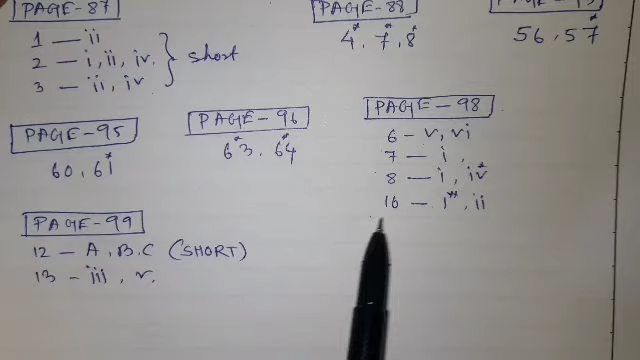 PAGE-87
1 — ii
2 — i, ii, iv.
3 — ii, iv
short
PAGE-88
4*, 7*, 8*
56, 57*
PAGE-95
60, 61*
PAGE-96
63*, 64*
PAGE-98
6 - v, vi
7 — i,
8 — i, iv*
16 — i**, ii
PAGE-99
12 — A, B, C (SHORT)
13 - iii, v.